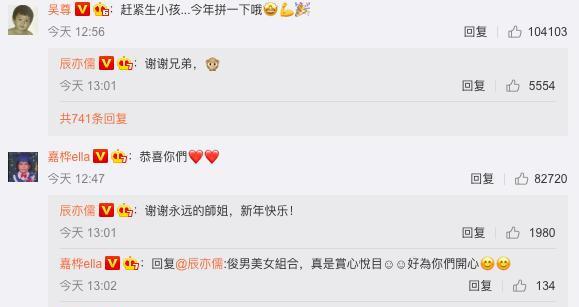 吴尊V：赶紧生小孩...今年拼一下哦🤩💪🎉
今天 12:56 回复 104103
辰亦儒V：谢谢兄弟，🐵
今天 13:01 回复 5554
共741条回复
嘉桦ellaV：恭喜你們❤️❤️
今天 12:47 回复 82720
辰亦儒V：谢谢永远的師姐，新年快乐！
今天 13:01 回复 1980
嘉桦ellaV：回复@辰亦儒:俊男美女組合，真是賞心悅目☺☺好為你們開心😊😊
今天 13:02 回复 134